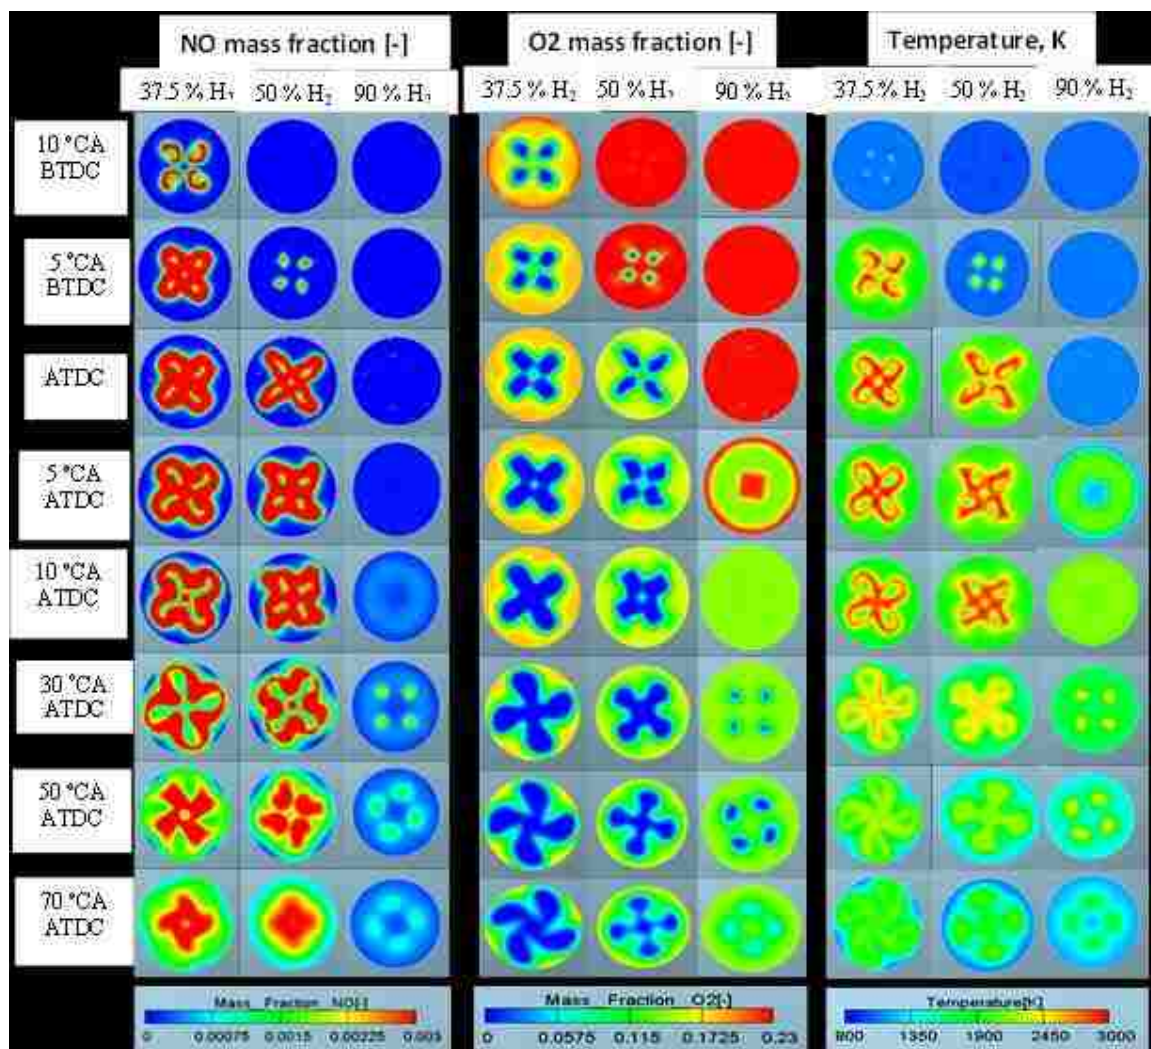 NO mass fraction [-]
O2 mass fraction [-]
Temperature, K
37.5 % H₂ 50 % H₂ 90 % H₂
37.5 % H₂ 50 % H₂ 90 % H₂
37.5 % H₂ 50 % H₂ 90 % H₂
10 °CA
BTDC
5 °CA
BTDC
ATDC
5 °CA
ATDC
10 °CA
ATDC
30 °CA
ATDC
50 °CA
ATDC
70 °CA
ATDC
Mass Fraction NO[-]
0 0.00075 0.0015 0.00225 0.003
Mass Fraction O2[-]
0 0.0575 0.115 0.1725 0.23
Temperature[K]
800 1350 1900 2450 3000